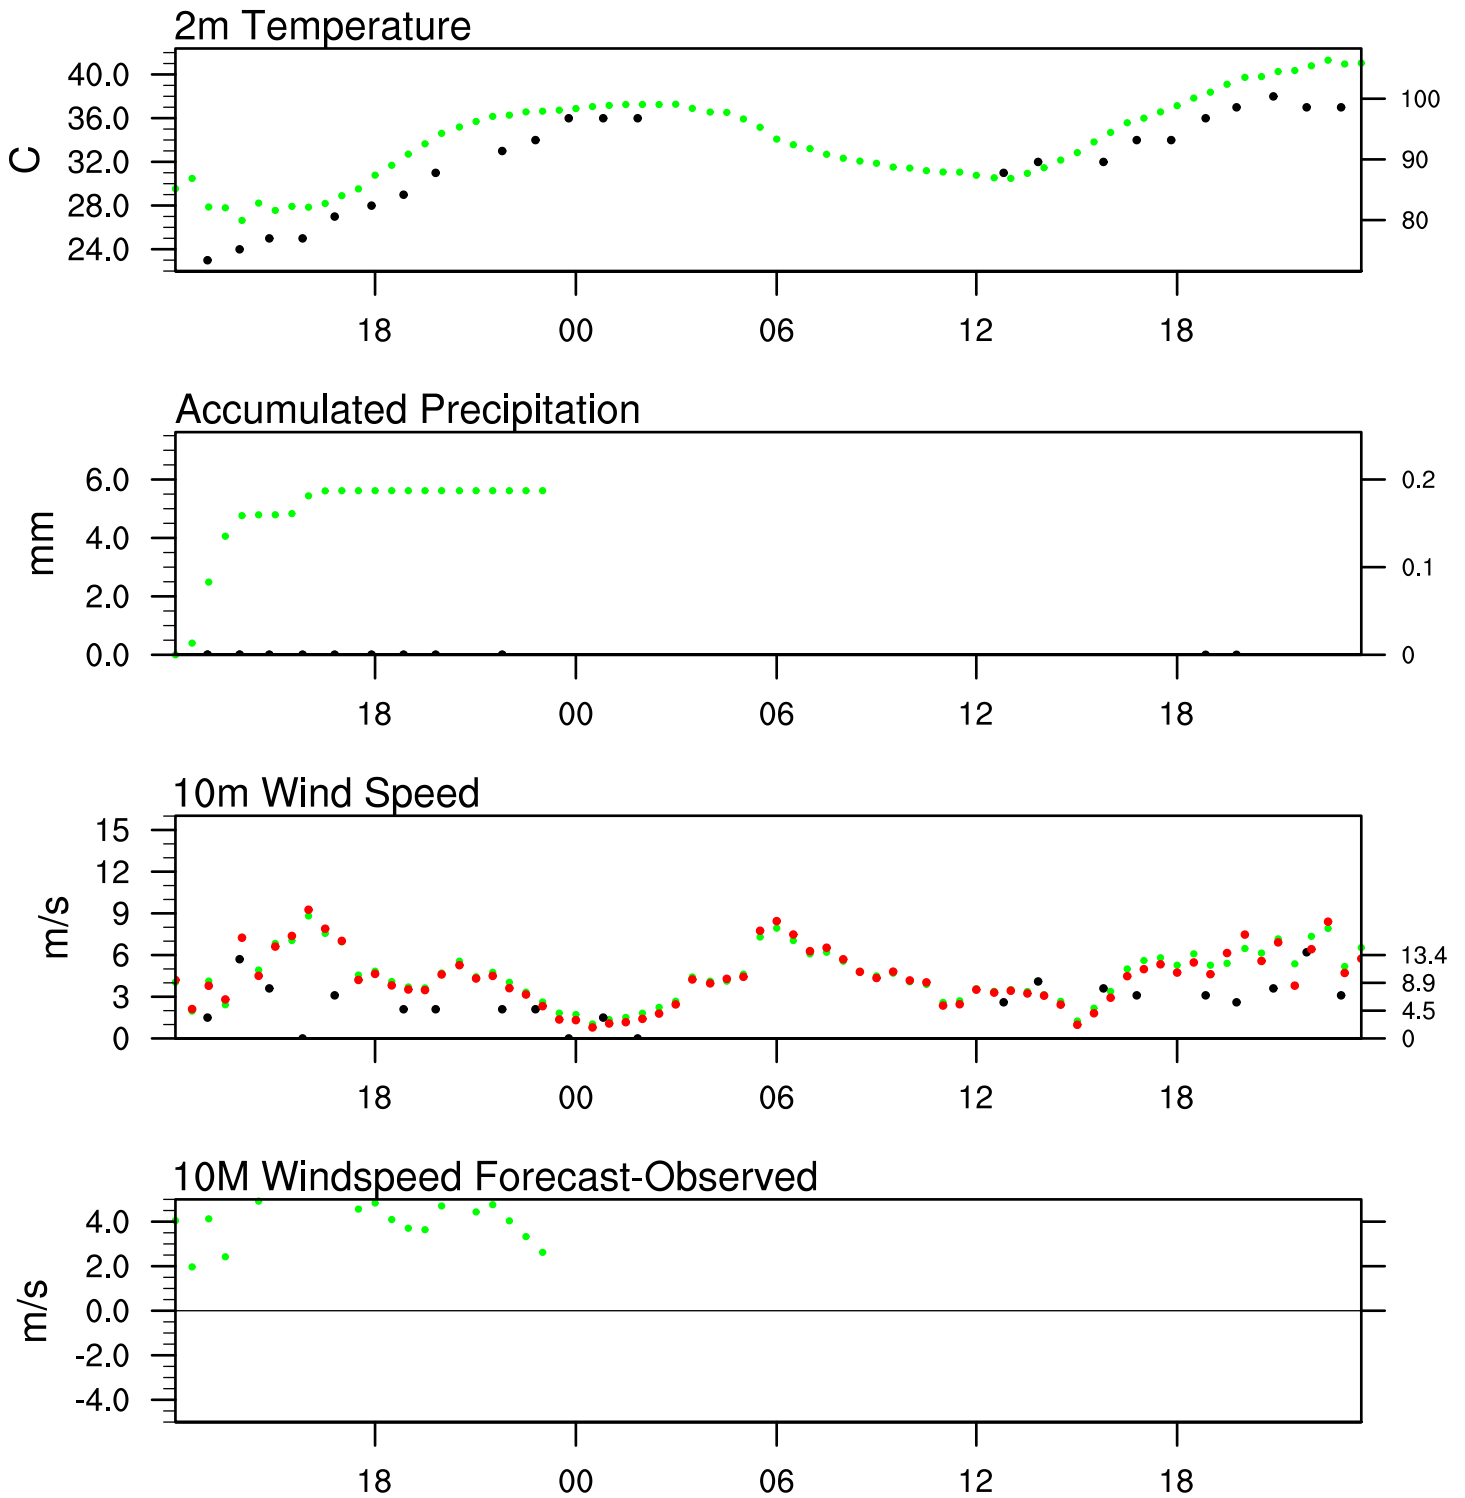 2m Temperature
40.0
36.0
32.0
28.0
24.0
C
100
90
80
18 00 06 12 18
Accumulated Precipitation
6.0
4.0
2.0
0.0
mm
0.2
0.1
0
18 00 06 12 18
10m Wind Speed
15
12
9
6
3
0
m/s
13.4
8.9
4.5
0
18 00 06 12 18
10M Windspeed Forecast-Observed
4.0
2.0
0.0
-2.0
-4.0
m/s
18 00 06 12 18